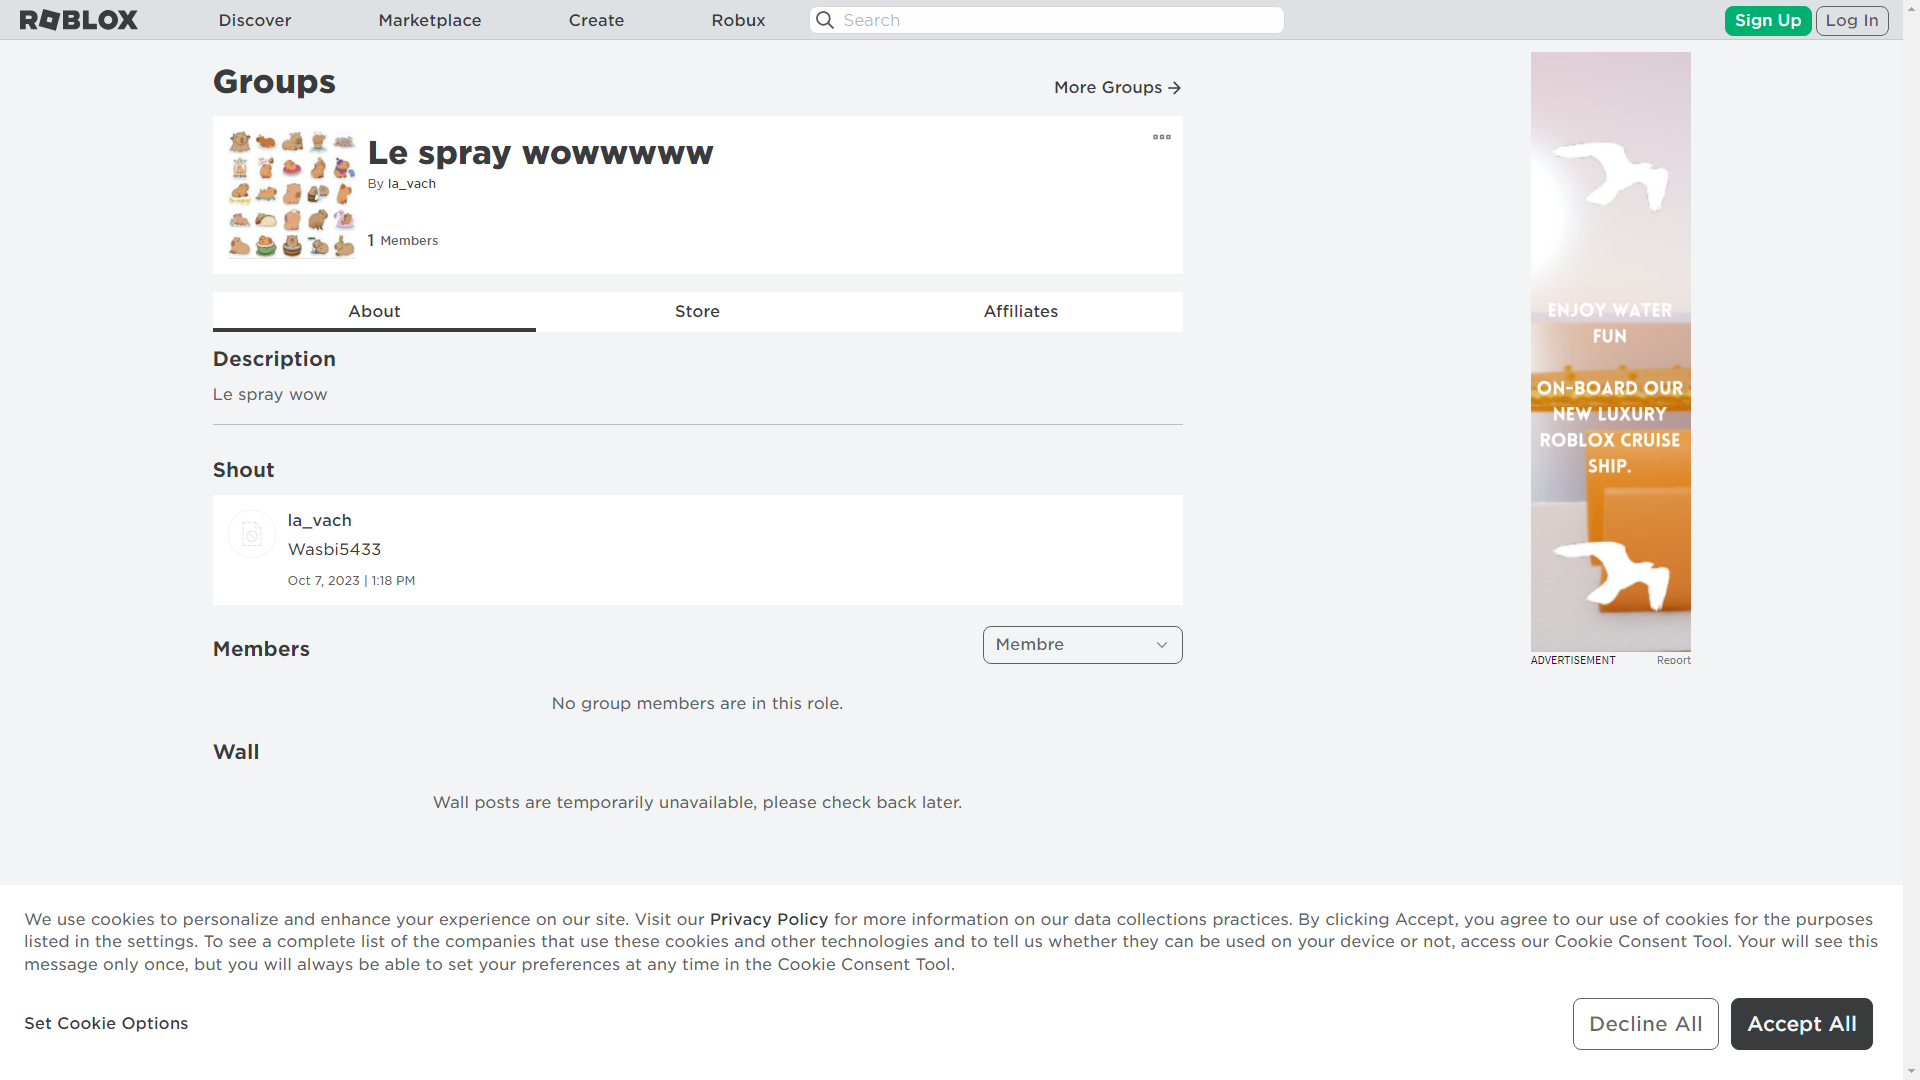 ROBLOX
Discover
Marketplace
Create
Robux
Search
Sign Up
Log In
Groups
More Groups
Le spray wowwwww
By la_vach
1 Members
About
Store
Affiliates
Description
Le spray wow
Shout
la_vach
Wasbi5433
Oct 7, 2023 | 1:18 PM
Members
Membre
No group members are in this role.
Wall
Wall posts are temporarily unavailable, please check back later.
ENJOY WATER
FUN
ON-BOARD OUR
NEW LUXURY
ROBLOX CRUISE
SHIP.
ADVERTISEMENT
Report
We use cookies to personalize and enhance your experience on our site. Visit our Privacy Policy for more information on our data collections practices. By clicking Accept, you agree to our use of cookies for the purposes
listed in the settings. To see a complete list of the companies that use these cookies and other technologies and to tell us whether they can be used on your device or not, access our Cookie Consent Tool. Your will see this
message only once, but you will always be able to set your preferences at any time in the Cookie Consent Tool.
Set Cookie Options
Decline All
Accept All